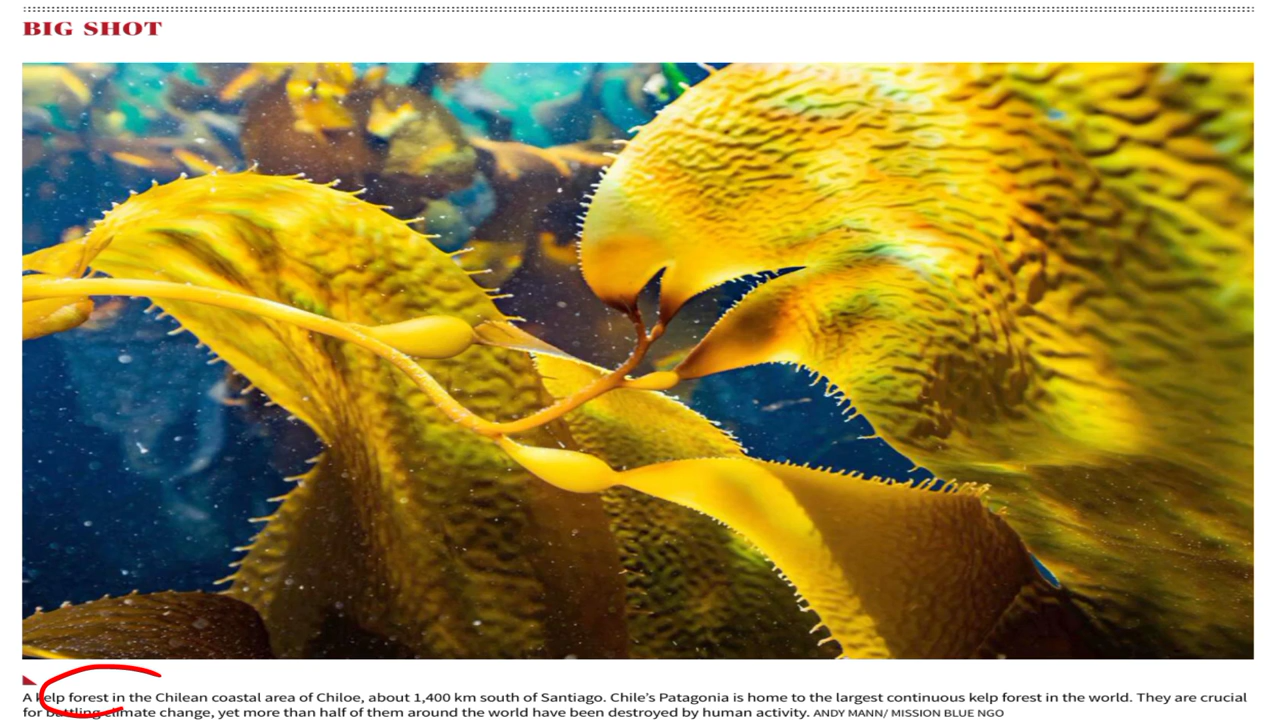 BIG SHOT
A kelp forest in the Chilean coastal area of Chiloe, about 1,400 km south of Santiago. Chile's Patagonia is home to the largest continuous kelp forest in the world. They are crucial
for battling climate change, yet more than half of them around the world have been destroyed by human activity. ANDY MANN/ MISSION BLUE NGO